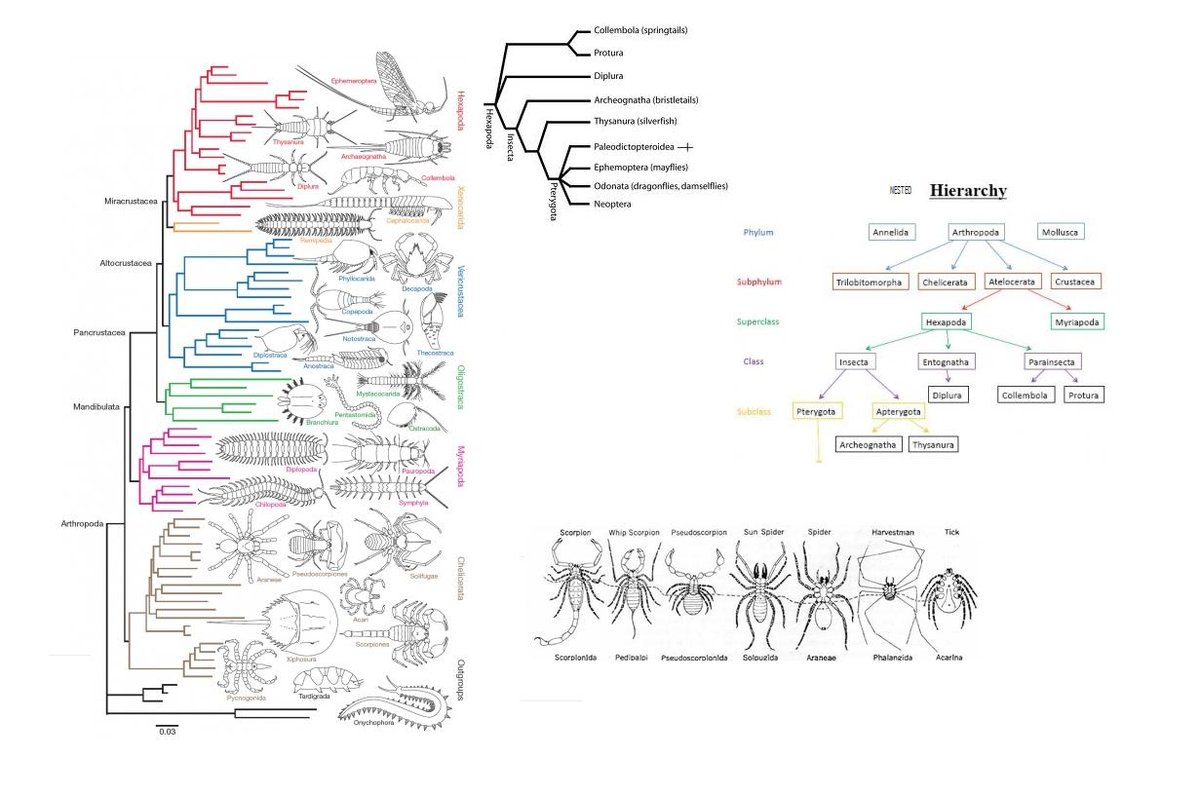 Ephemeroptera
Hexapoda
Thysanura
Archaeognatha
Diplura
Collembola
Miracrustacea
Xenocarida
Cephalocarida
Remipedia
Altocrustacea
Phyllocarida
Decapoda
Vericrustacea
Copepoda
Pancrustacea
Notostraca
Diplostraca
Thecostraca
Anostraca
Oligostraca
Mystacocarida
Mandibulata
Pentastomida
Branchiura
Ostracoda
Myriapoda
Diplopoda
Pauropoda
Chilopoda
Symphyla
Arthropoda
Araneae
Pseudoscorpiones
Solifugae
Chelicerata
Acari
Scorpiones
Xiphosura
Pycnogonida
Tardigrada
Outgroups
Onychophora
0.03
Collembola (springtails)
Protura
Diplura
Archeognatha (bristletails)
Hexapoda
Thysanura (silverfish)
Insecta
Paleodictopteroidea
Ephemoptera (mayflies)
Odonata (dragonflies, damselflies)
Pterygota
Neoptera
NESTED Hierarchy
Phylum Annelida Arthropoda Mollusca
Subphylum Trilobitomorpha Chelicerata Atelocerata Crustacea
Superclass Hexapoda Myriapoda
Class Insecta Entognatha Parainsecta
Diplura Collembola Protura
Subclass Pterygota Apterygota
Archeognatha Thysanura
Scorpion Whip Scorpion Pseudoscorpion Sun Spider Spider Harvestman Tick
Scorpionida Pedipalpi Pseudoscorpionida Solpugida Araneae Phalangida Acarina